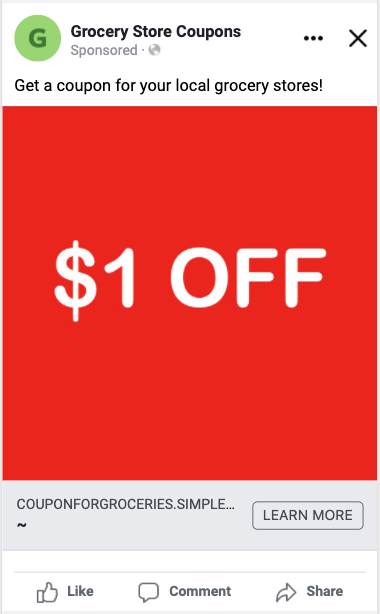 G
Grocery Store Coupons
Sponsored ·
Get a coupon for your local grocery stores!
$1 OFF
COUPONFORGROCERIES.SIMPLE...
~
LEARN MORE
Like
Comment
Share